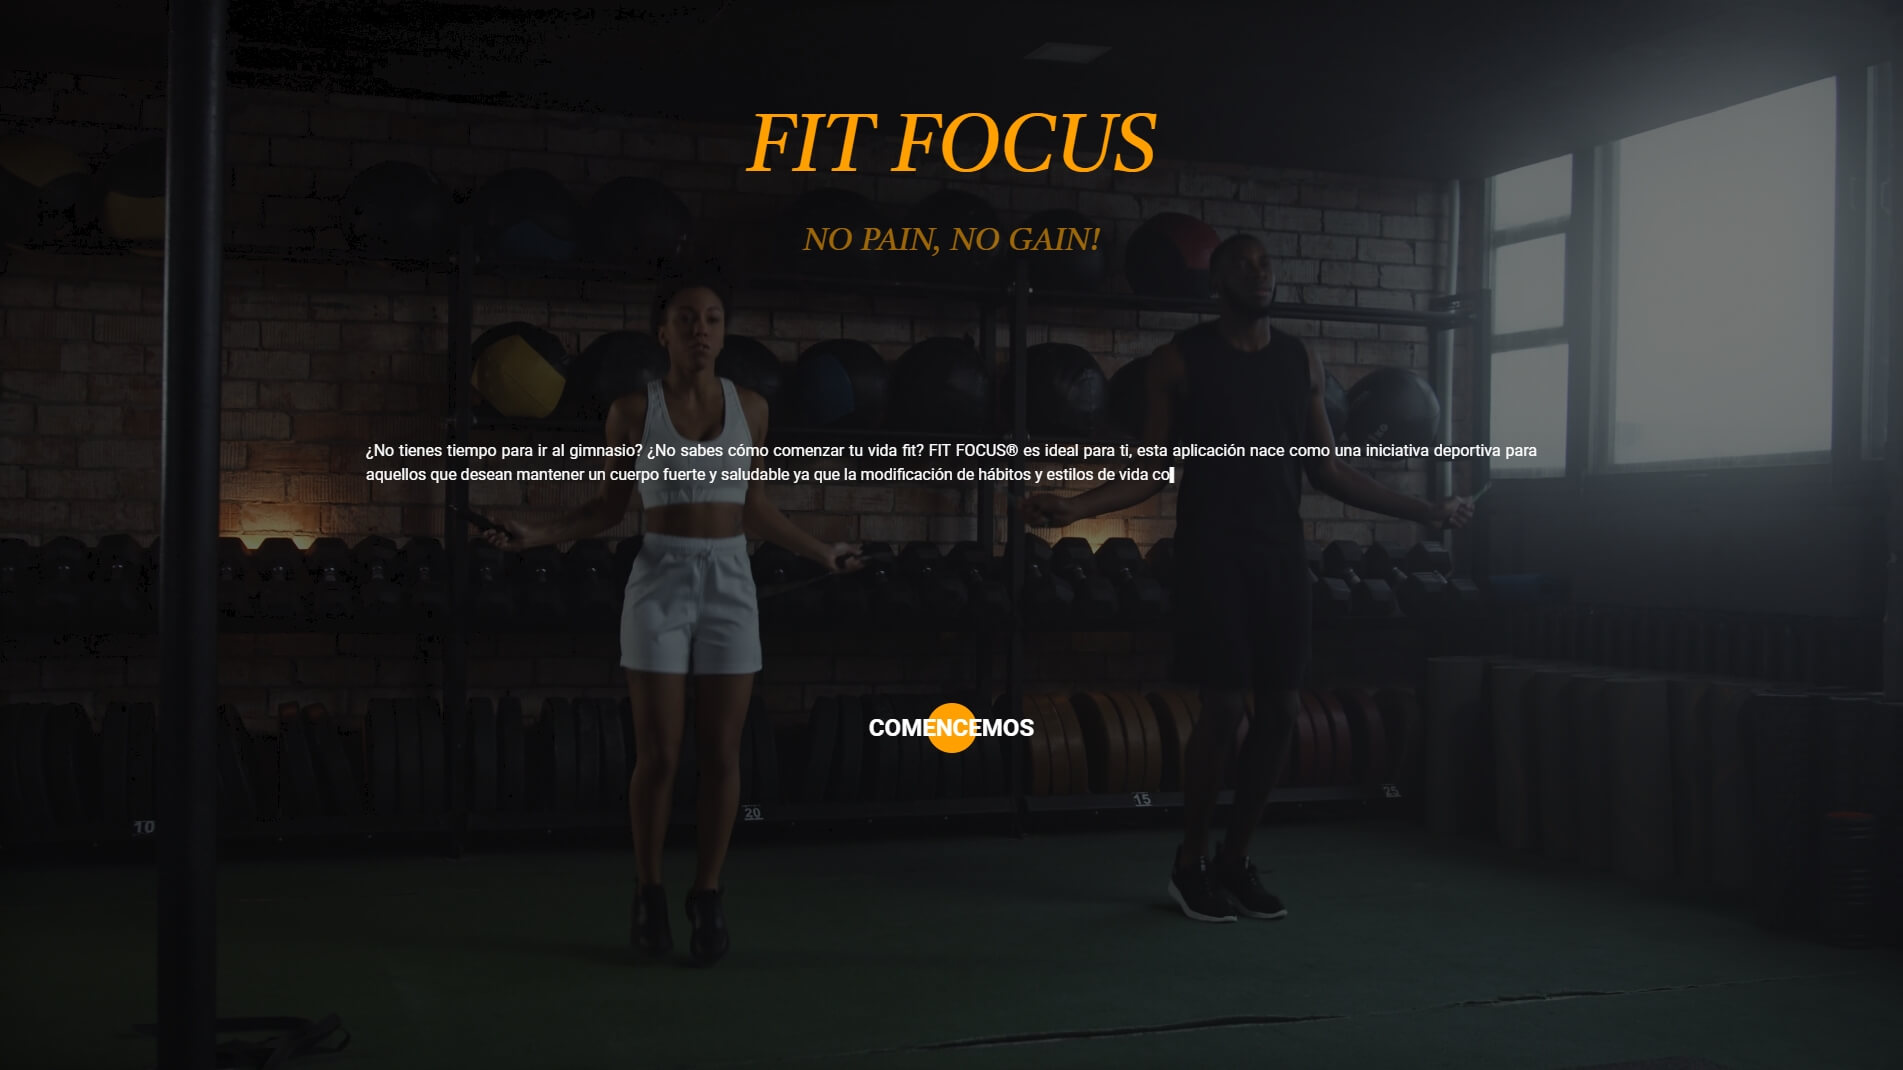 FIT FOCUS
NO PAIN, NO GAIN!
¿No tienes tiempo para ir al gimnasio? ¿No sabes cómo comenzar tu vida fit? FIT FOCUS® es ideal para ti, esta aplicación nace como una iniciativa deportiva para
aquellos que desean mantener un cuerpo fuerte y saludable ya que la modificación de hábitos y estilos de vida co
COMENCEMOS
10
20
15
25